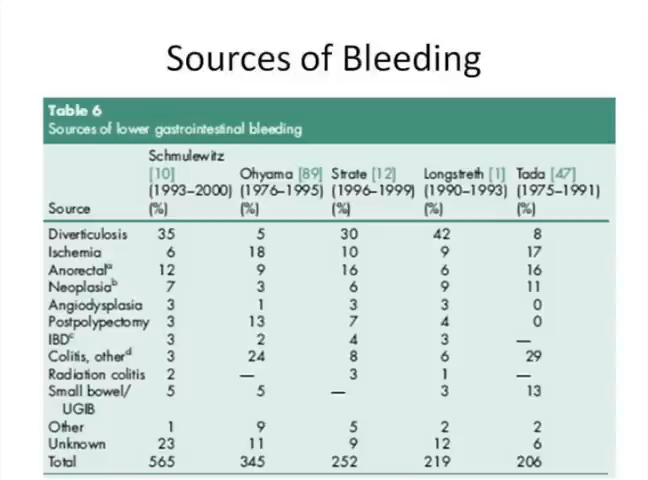 Sources of Bleeding
Table 6
Sources of lower gastrointestinal bleeding
Schmulewitz
[10] Ohyama [89] Strate [12] Longstreth [1] Tada [47]
(1993–2000) (1976–1995) (1996–1999) (1990–1993) (1975–1991)
Source (%) (%) (%) (%) (%)
Diverticulosis 35 5 30 42 8
Ischemia 6 18 10 9 17
Anorectalᵃ 12 9 16 6 16
Neoplasiaᵇ 7 3 6 9 11
Angiodysplasia 3 1 3 3 0
Postpolypectomy 3 13 7 4 0
IBDᶜ 3 2 4 3 —
Colitis, otherᵈ 3 24 8 6 29
Radiation colitis 2 — 3 1 —
Small bowel/ 5 5 — 3 13
UGIB
Other 1 9 5 2 2
Unknown 23 11 9 12 6
Total 565 345 252 219 206